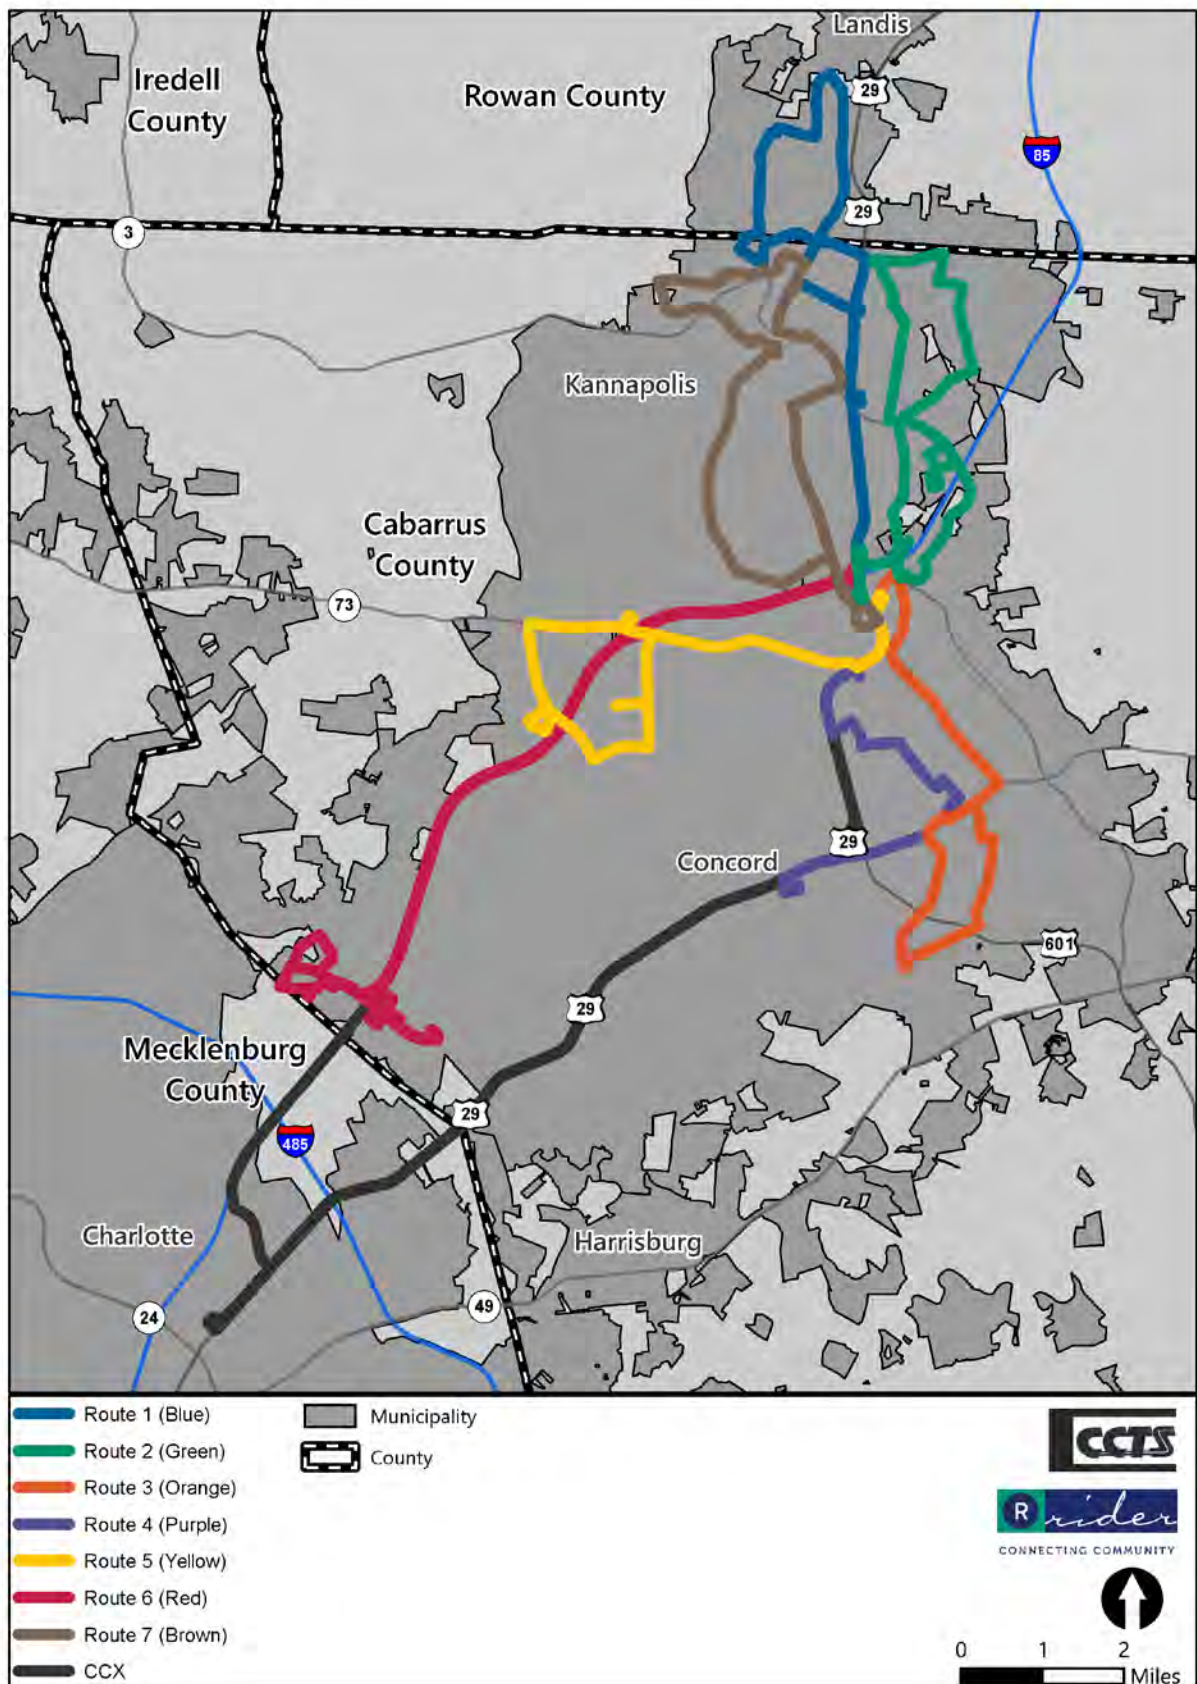 Landis
29
Iredell
County
Rowan County
85
29
3
Kannapolis
Cabarrus
County
73
29
Concord
601
29
Mecklenburg
County
29
485
Charlotte
Harrisburg
49
24
Route 1 (Blue)
Route 2 (Green)
Route 3 (Orange)
Route 4 (Purple)
Route 5 (Yellow)
Route 6 (Red)
Route 7 (Brown)
CCX
Municipality
County
CCTS
R rider
CONNECTING COMMUNITY
0 1 2
Miles